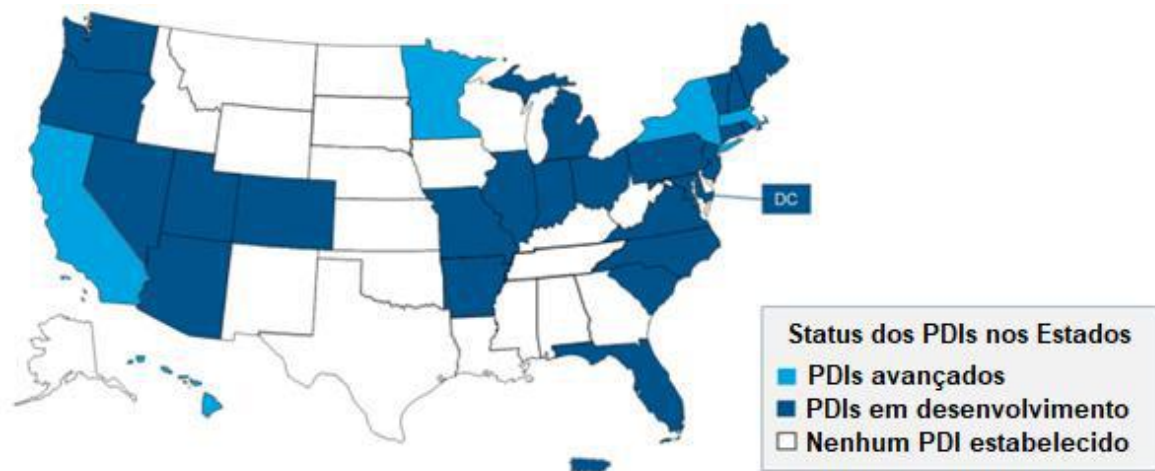 DC
Status dos PDIs nos Estados
PDIs avançados
PDIs em desenvolvimento
Nenhum PDI estabelecido